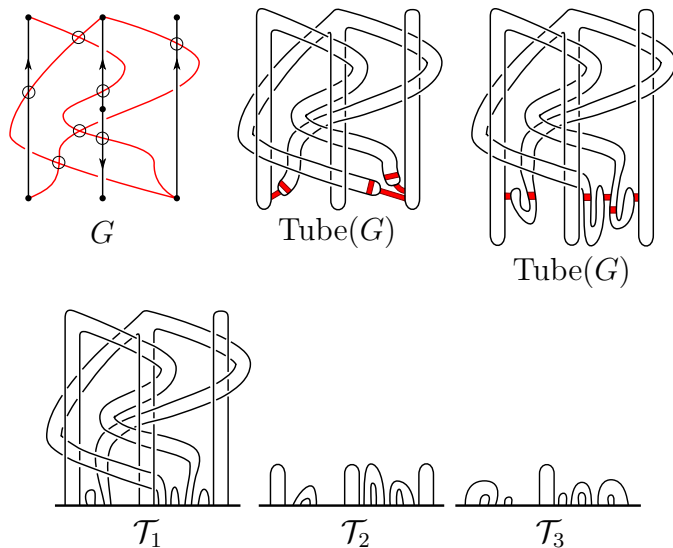 G
Tube(G)
Tube(G)
𝒯₁
𝒯₂
𝒯₃